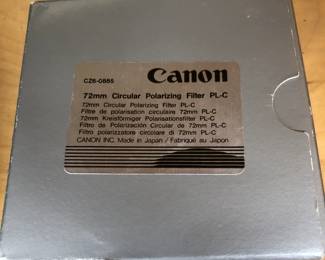 CZ6-0885
Canon
72mm Circular Polarizing Filter PL-C
72mm Circular Polarizing Filter PL-C
Filtre de polarisation circulaire 72mm PL-C
72mm Kreisförmiger Polarisationsfilter PL-C
Filtro de Polarización Circular de 72mm PL-C
Filtro polarizzatore circolare di 72mm PL-C
CANON INC. Made in Japan / Fabriqué au Japon